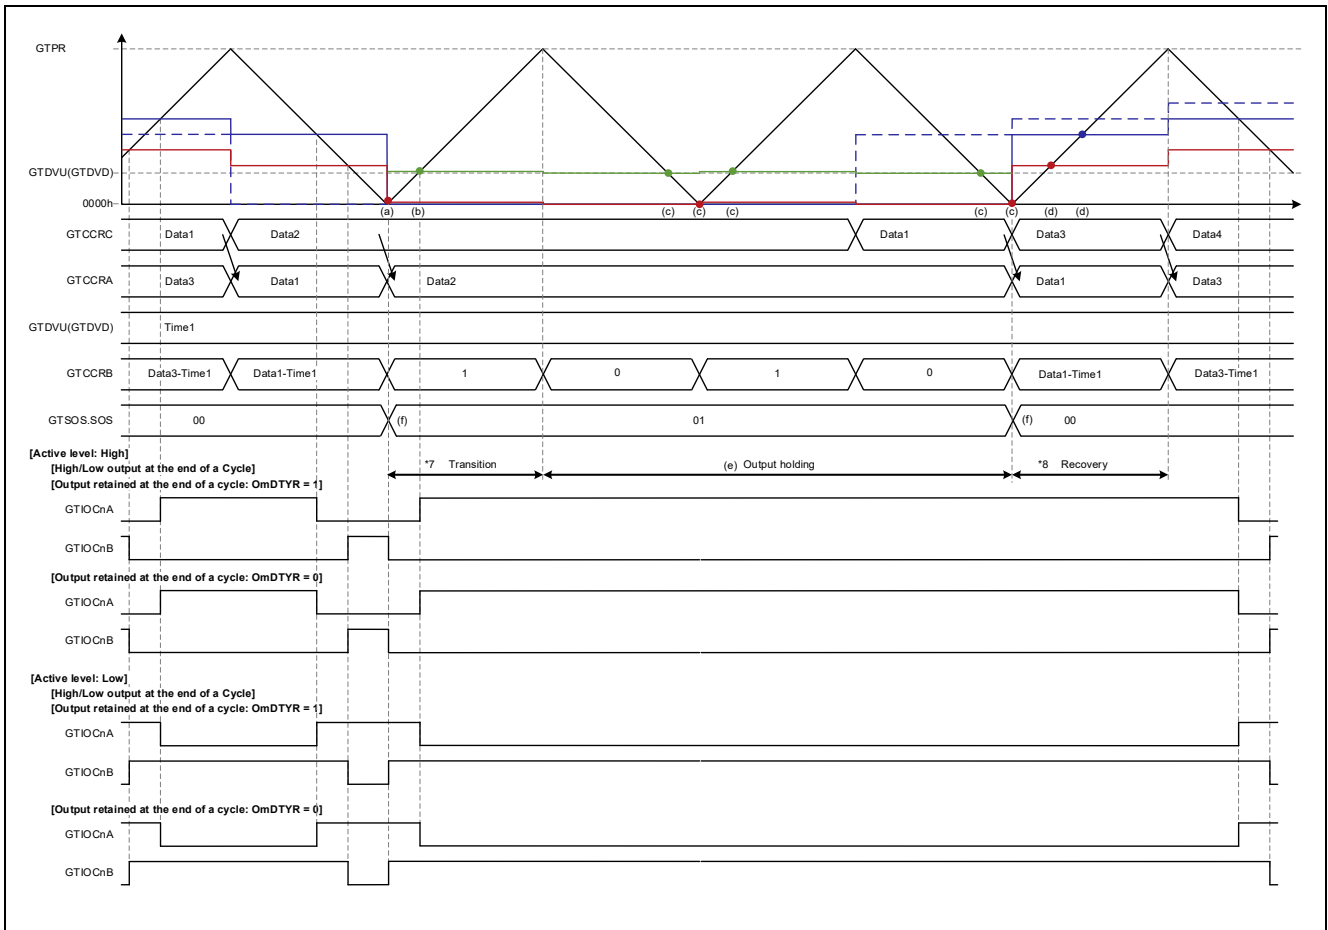 GTPR
GTDVU(GTDVD)
0000h
(a) (b) (c) (c) (c) (c) (c) (d) (d)
GTCCRC Data1 Data2 Data1 Data3 Data4
GTCCRA Data3 Data1 Data2 Data1 Data3
GTDVU(GTDVD) Time1
GTCCRB Data3-Time1 Data1-Time1 1 0 1 0 Data1-Time1 Data3-Time1
GTSOS.SOS 00 (f) 01 (f) 00
[Active level: High]
*7 Transition (e) Output holding *8 Recovery
[High/Low output at the end of a Cycle]
[Output retained at the end of a cycle: OmDTYR = 1]
GTIOCnA
GTIOCnB
[Output retained at the end of a cycle: OmDTYR = 0]
GTIOCnA
GTIOCnB
[Active level: Low]
[High/Low output at the end of a Cycle]
[Output retained at the end of a cycle: OmDTYR = 1]
GTIOCnA
GTIOCnB
[Output retained at the end of a cycle: OmDTYR = 0]
GTIOCnA
GTIOCnB